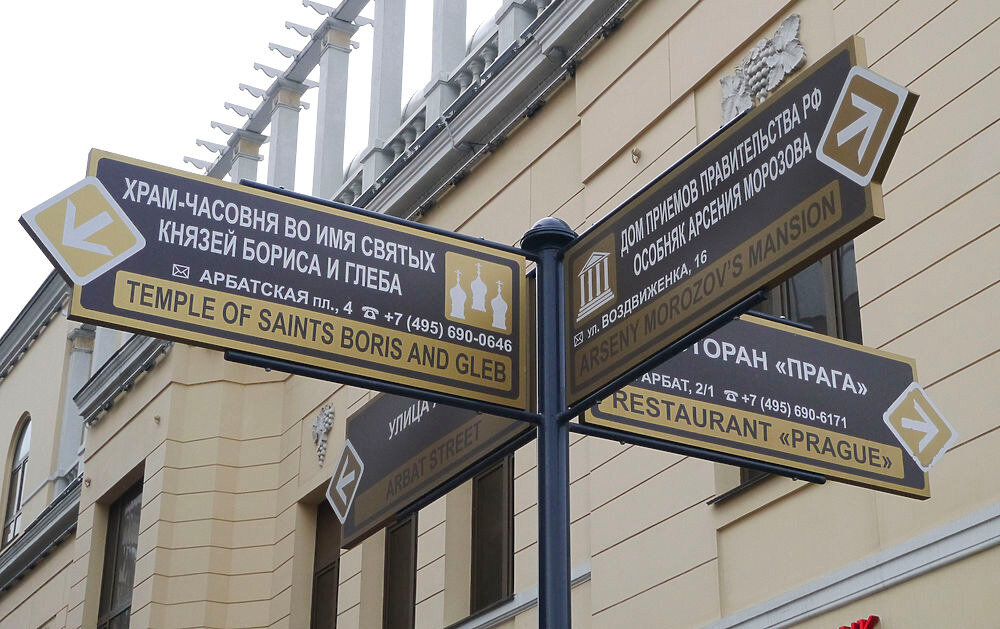 ХРАМ-ЧАСОВНЯ ВО ИМЯ СВЯТЫХ
КНЯЗЕЙ БОРИСА И ГЛЕБА
АРБАТСКАЯ пл., 4 +7 (495) 690-0646
TEMPLE OF SAINTS BORIS AND GLEB
ДОМ ПРИЕМОВ ПРАВИТЕЛЬСТВА РФ
ОСОБНЯК АРСЕНИЯ МОРОЗОВА
ул. ВОЗДВИЖЕНКА, 16
ARSENY MOROZOV'S MANSION
«ПРАГА»
АРБАТ, 2/1 +7 (495) 690-6171
RESTAURANT «PRAGUE»
УЛИЦА
ARBAT STREET